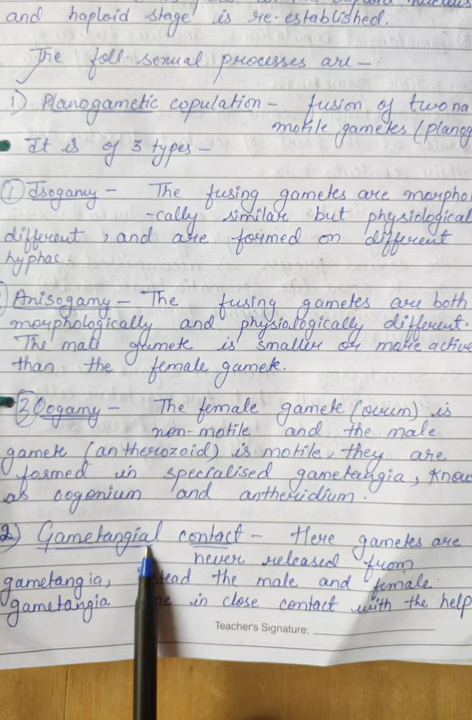 and haploid stage is re-established.
The foll. sexual processes are -
1) Planogametic copulation - fusion of two na
motile gametes (planog
It is of 3 types -
① Isogamy - The fusing gametes are morpho
-cally similar but physiological
different, and are formed on different
hyphae.
Anisogamy - The fusing gametes are both
morphologically and physiologically different.
The male gamete is smaller or more active
than the female gamete.
③ Oogamy - The female gamete (ovum) is
non-motile and the male
gamete (antherozoid) is motile, they are
formed in specialised gametangia, know
as oogonium and antheridium.
2) Gametangial contact - Here gametes are
never released from
gametangia, stead the male and female
gametangia in close contact with the help
Teacher's Signature: